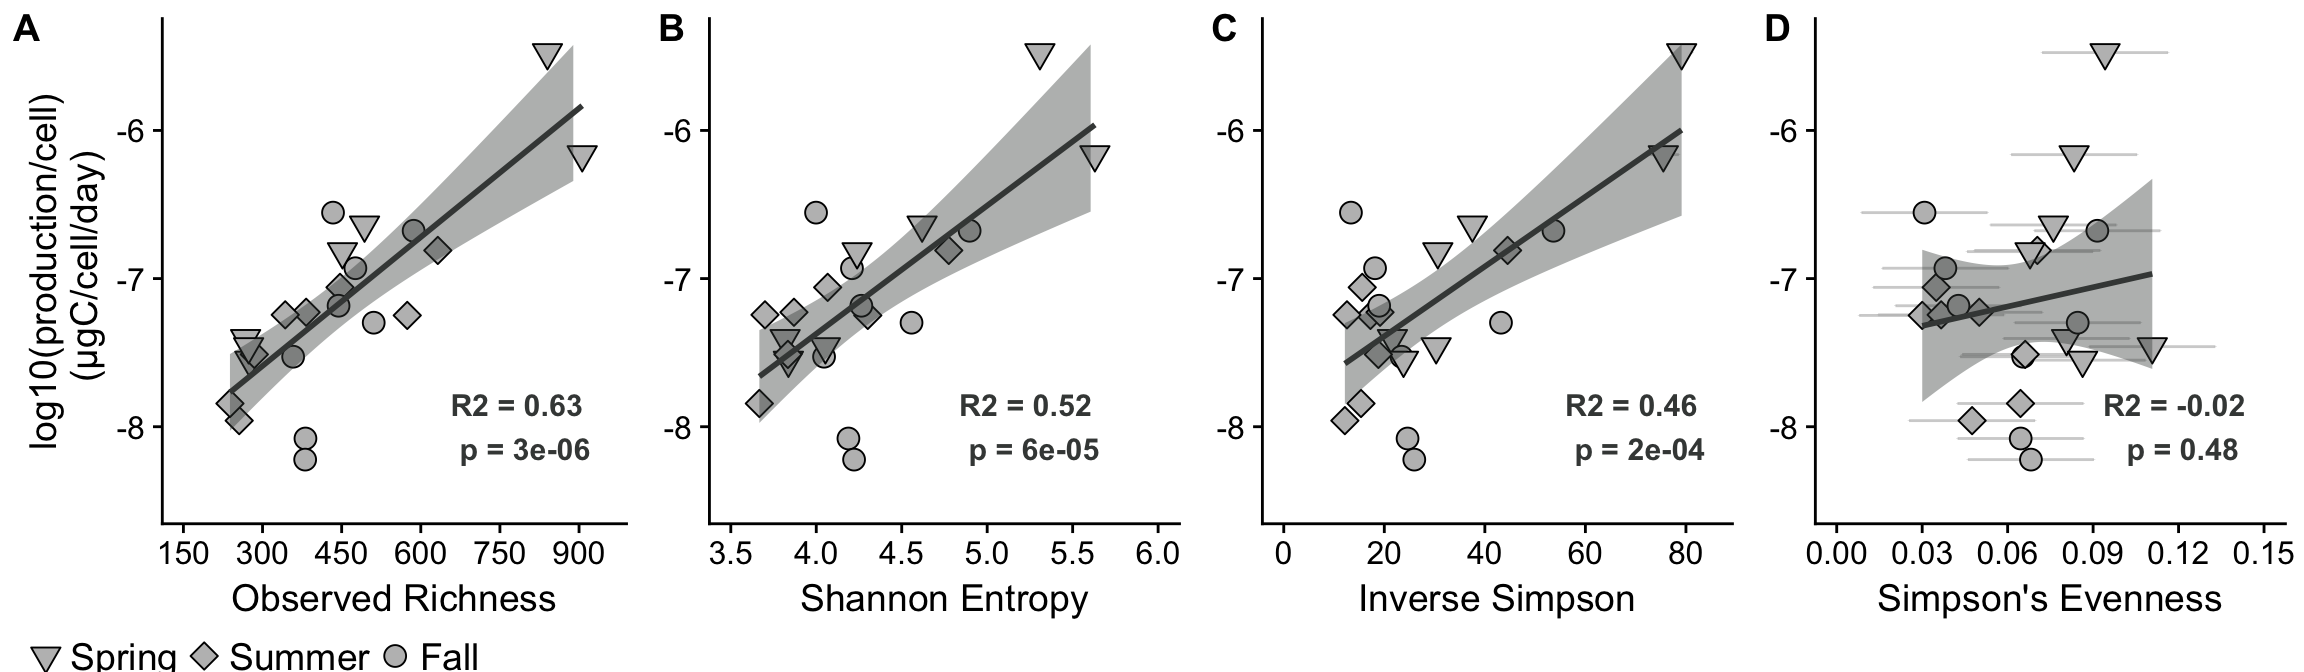 A
B
C
D
log10(production/cell)
(μgC/cell/day)
-6
-7
-8
R2 = 0.63
p = 3e-06
150 300 450 600 750 900
Observed Richness
-6
-7
-8
R2 = 0.52
p = 6e-05
3.5 4.0 4.5 5.0 5.5 6.0
Shannon Entropy
-6
-7
-8
R2 = 0.46
p = 2e-04
0 20 40 60 80
Inverse Simpson
-6
-7
-8
R2 = -0.02
p = 0.48
0.00 0.03 0.06 0.09 0.12 0.15
Simpson's Evenness
Spring Summer Fall